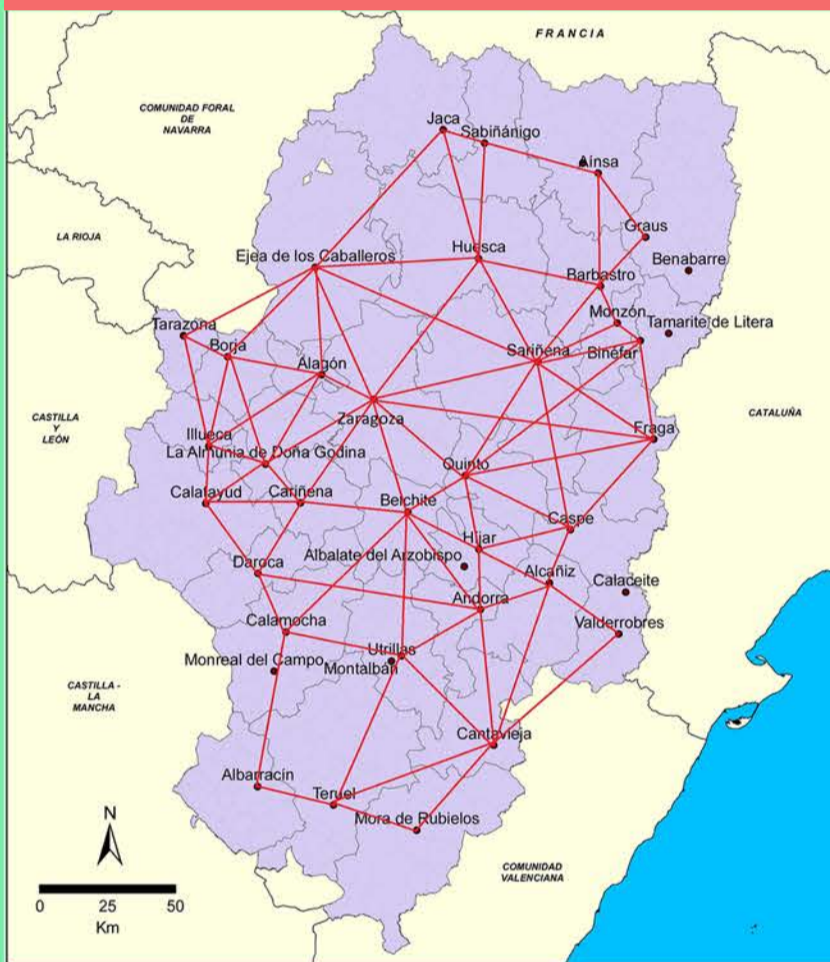 FRANCIA
COMUNIDAD FORAL
DE
NAVARRA
Jaca
Sabiñánigo
Aínsa
LA RIOJA
Graus
Ejea de los Caballeros
Huesca
Benabarre
Barbastro
Tarazona
Monzón
Tamarite de Litera
Borja
Sariñena
Binéfar
Alagón
CASTILLA
Y
LEÓN
Zaragoza
CATALUÑA
Illueca
Fraga
La Almunia de Doña Godina
Quinto
Calatayud
Cariñena
Belchite
Caspe
Híjar
Albalate del Arzobispo
Daroca
Alcañiz
Calaceite
Andorra
Calamocha
Valderrobres
Utrillas
Monreal del Campo
Montalbán
CASTILLA -
LA
MANCHA
Cantavieja
Albarracín
Teruel
Mora de Rubielos
N
COMUNIDAD
VALENCIANA
0 25 50
Km